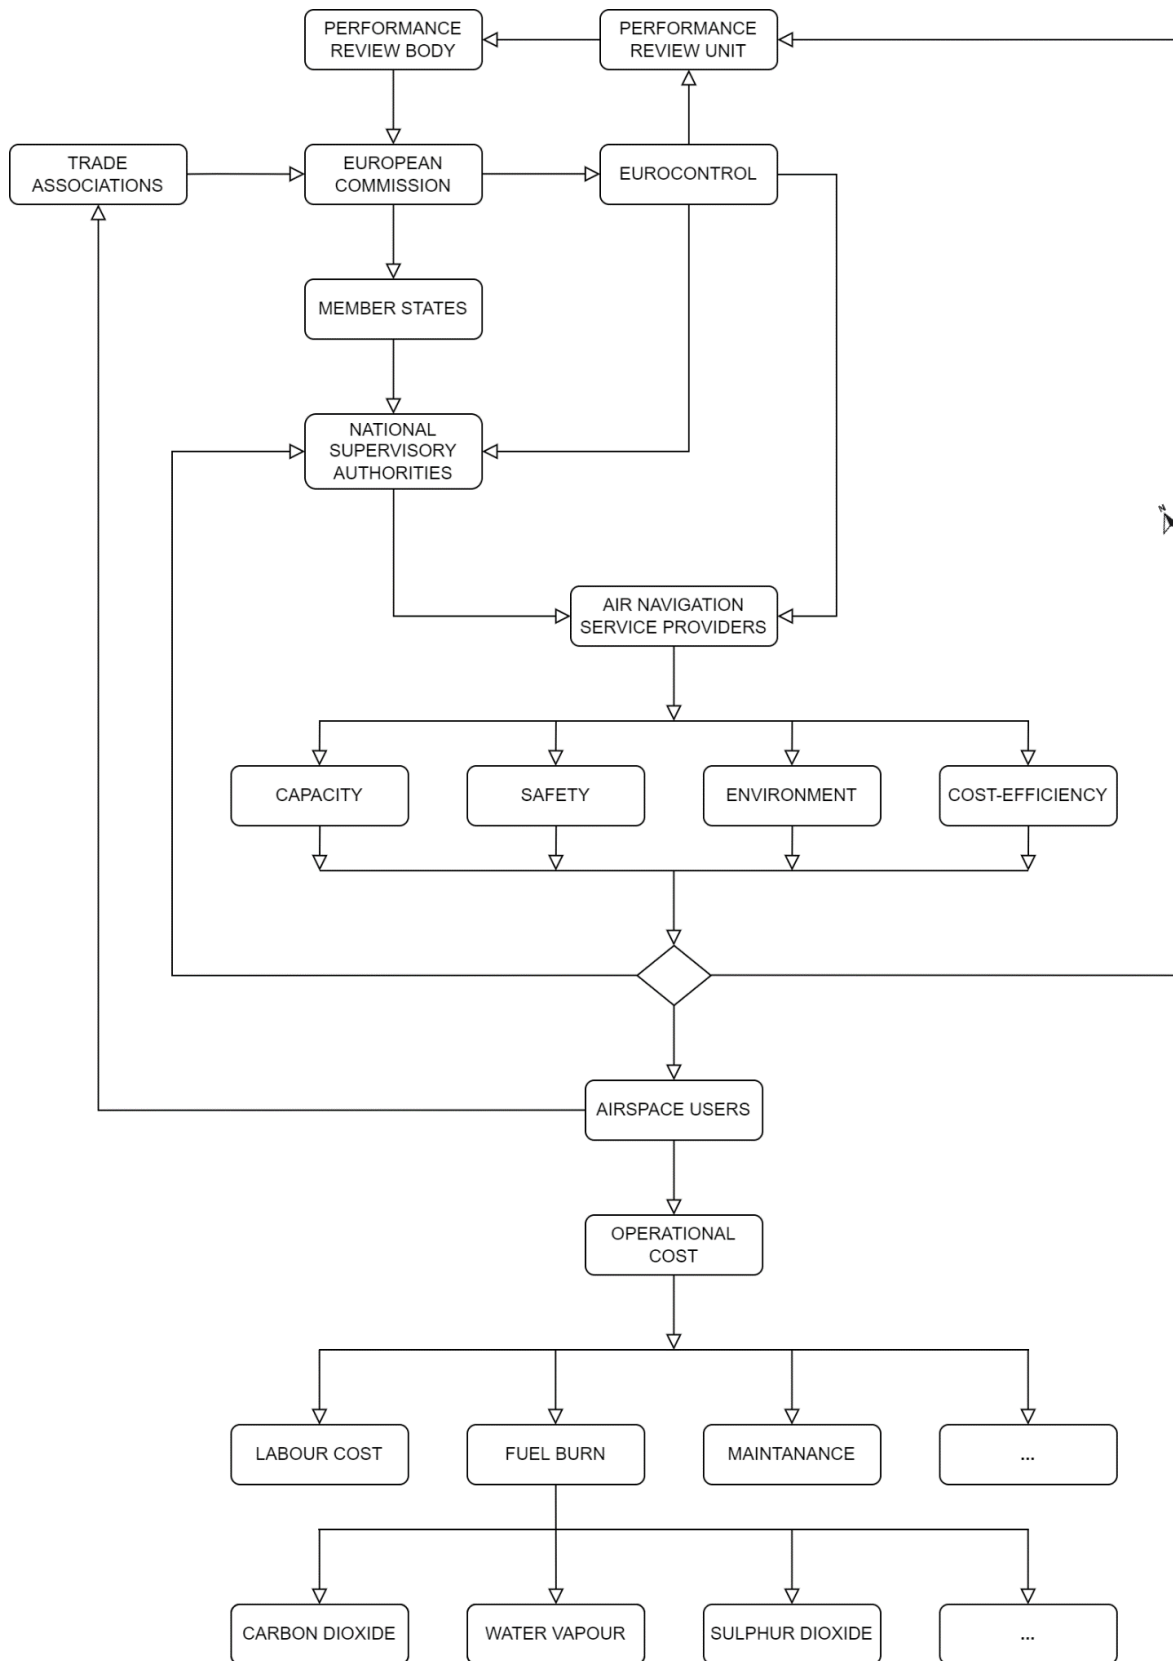 PERFORMANCE
REVIEW BODY
PERFORMANCE
REVIEW UNIT
TRADE
ASSOCIATIONS
EUROPEAN
COMMISSION
EUROCONTROL
MEMBER STATES
NATIONAL
SUPERVISORY
AUTHORITIES
N
AIR NAVIGATION
SERVICE PROVIDERS
CAPACITY
SAFETY
ENVIRONMENT
COST-EFFICIENCY
AIRSPACE USERS
OPERATIONAL
COST
LABOUR COST
FUEL BURN
MAINTANANCE
...
CARBON DIOXIDE
WATER VAPOUR
SULPHUR DIOXIDE
...